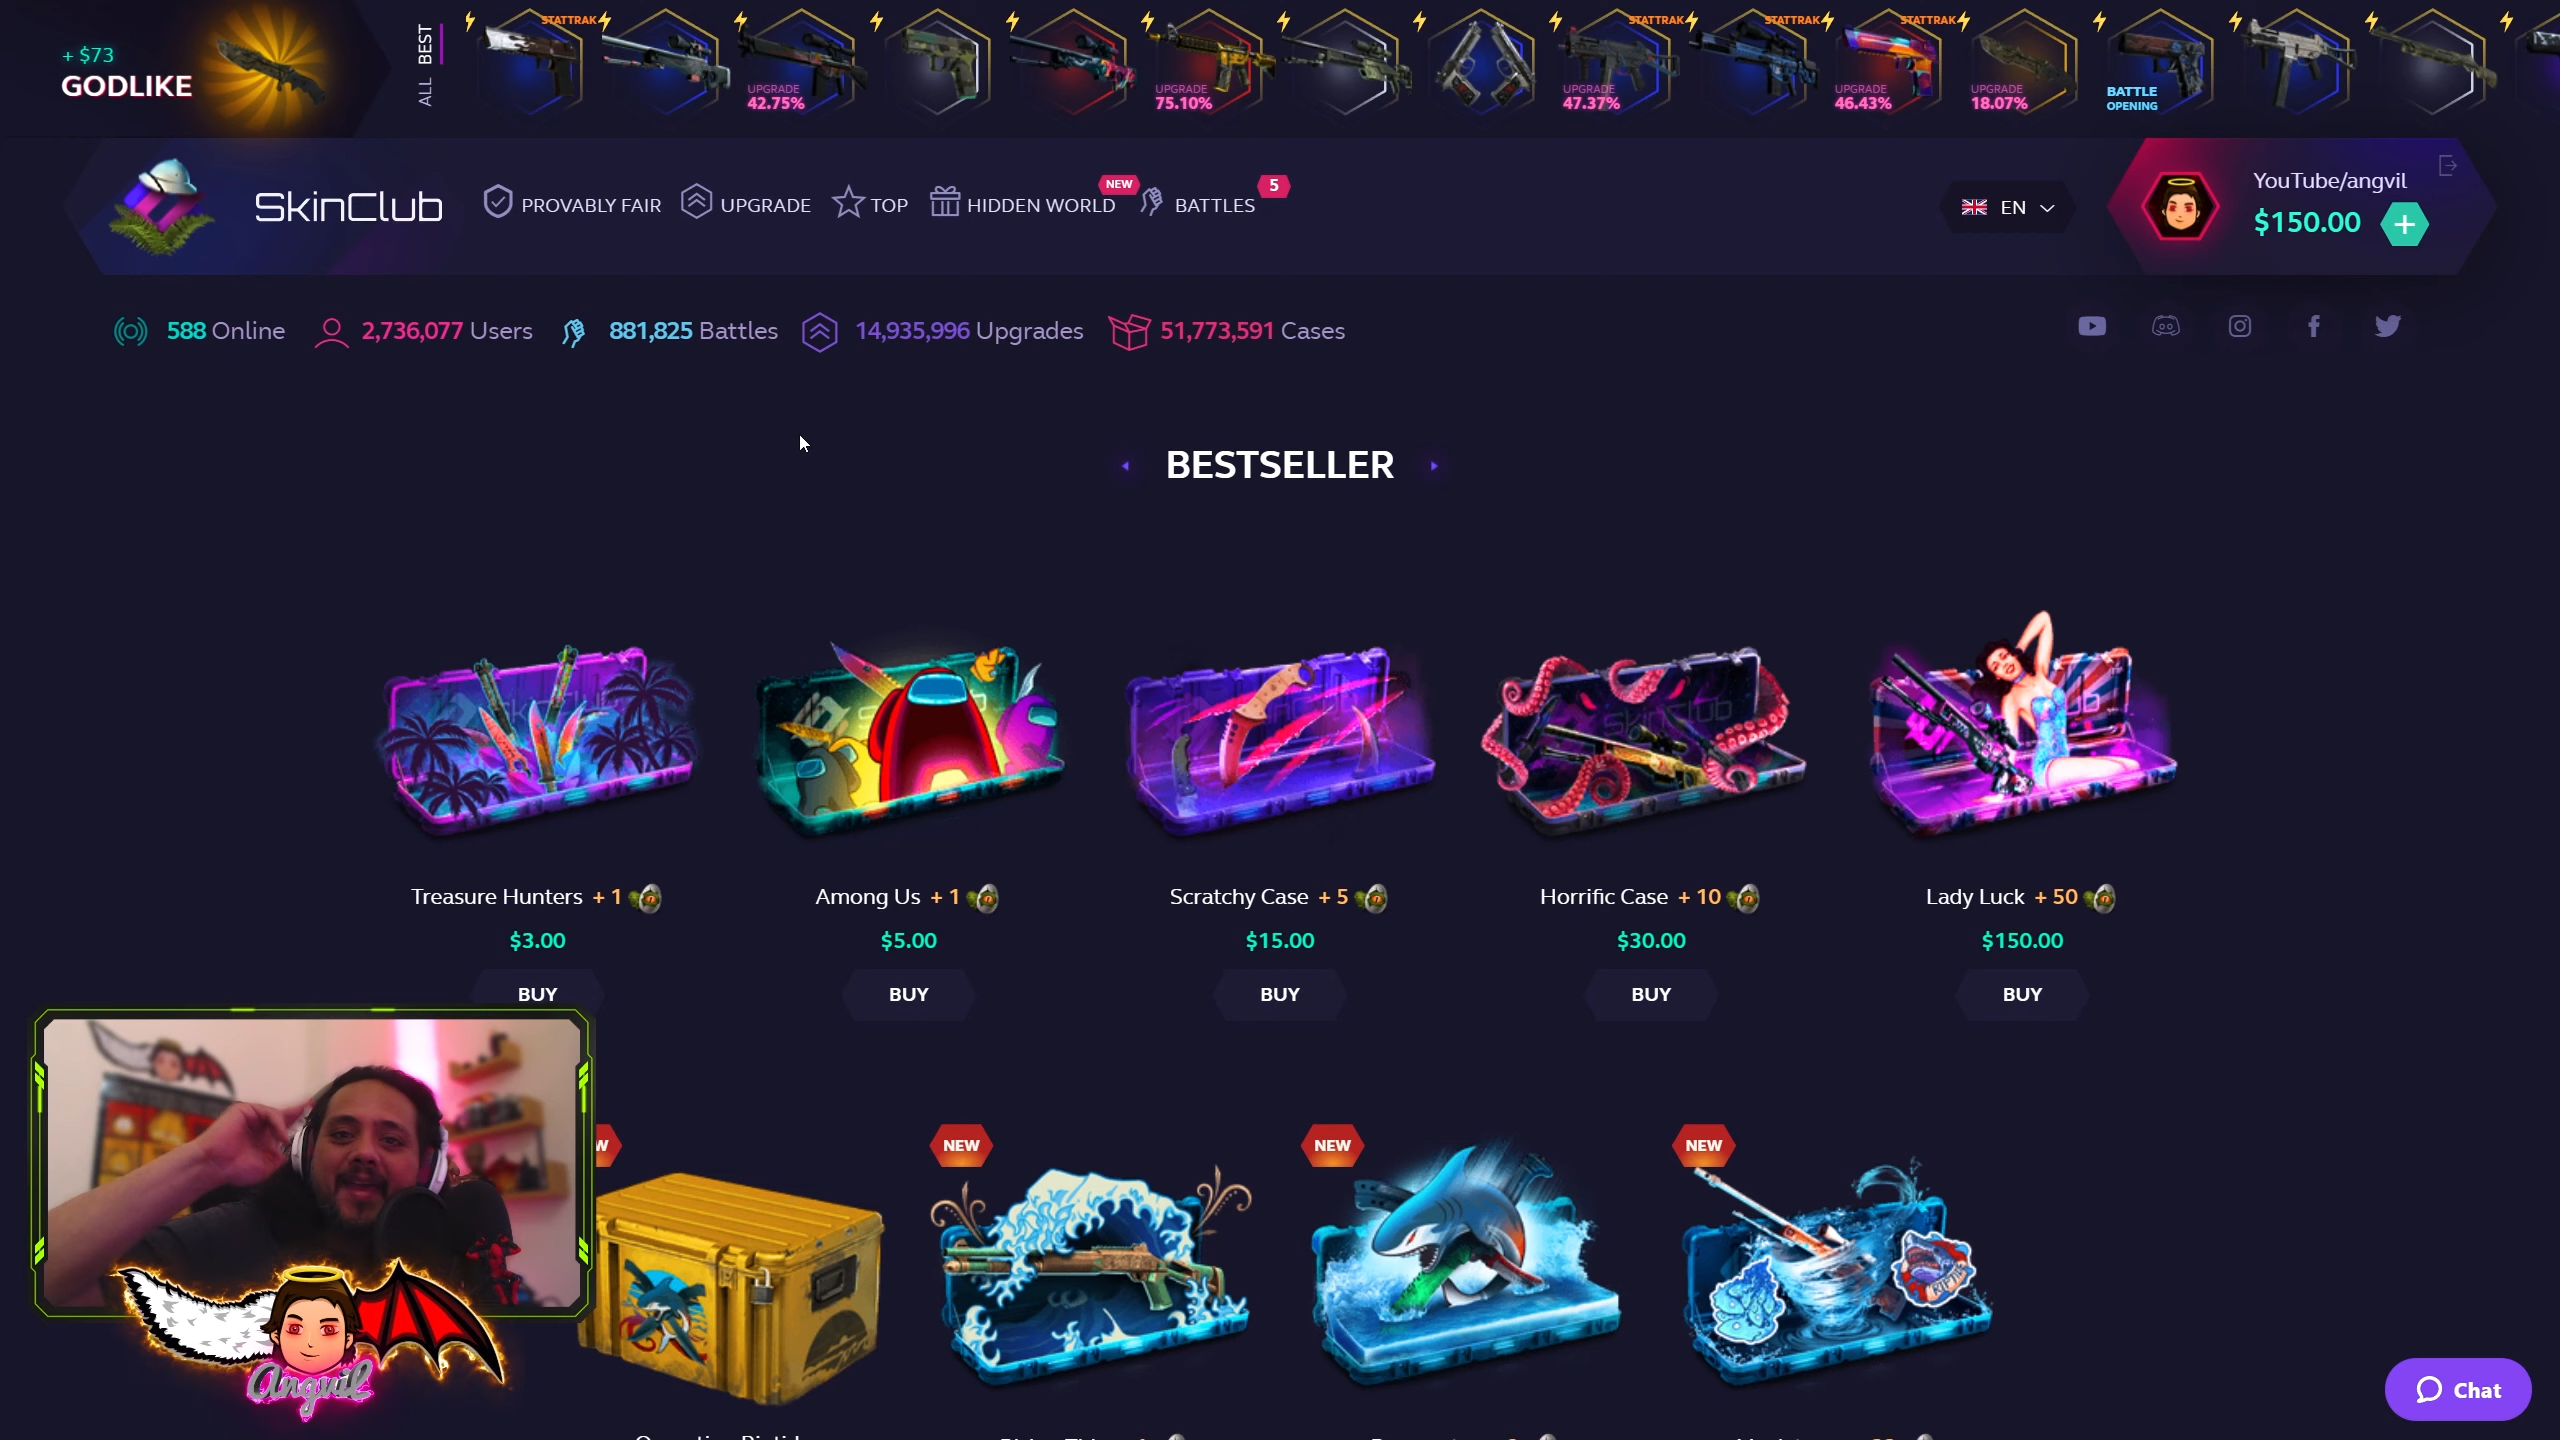 + $73
GODLIKE
ALL BEST
STATTRAK
UPGRADE
42.75%
UPGRADE
75.10%
STATTRAK
UPGRADE
47.37%
STATTRAK
STATTRAK
UPGRADE
46.43%
UPGRADE
18.07%
BATTLE
OPENING
SkinClub
PROVABLY FAIR
UPGRADE
TOP
HIDDEN WORLD
NEW
BATTLES
5
EN
YouTube/angvil
$150.00
588 Online
2,736,077 Users
881,825 Battles
14,935,996 Upgrades
51,773,591 Cases
BESTSELLER
Treasure Hunters + 1
$3.00
BUY
Among Us + 1
$5.00
BUY
Scratchy Case + 5
$15.00
BUY
Horrific Case + 10
$30.00
BUY
Lady Luck + 50
$150.00
BUY
NEW
NEW
NEW
RIPTIDE
Angvil
Chat